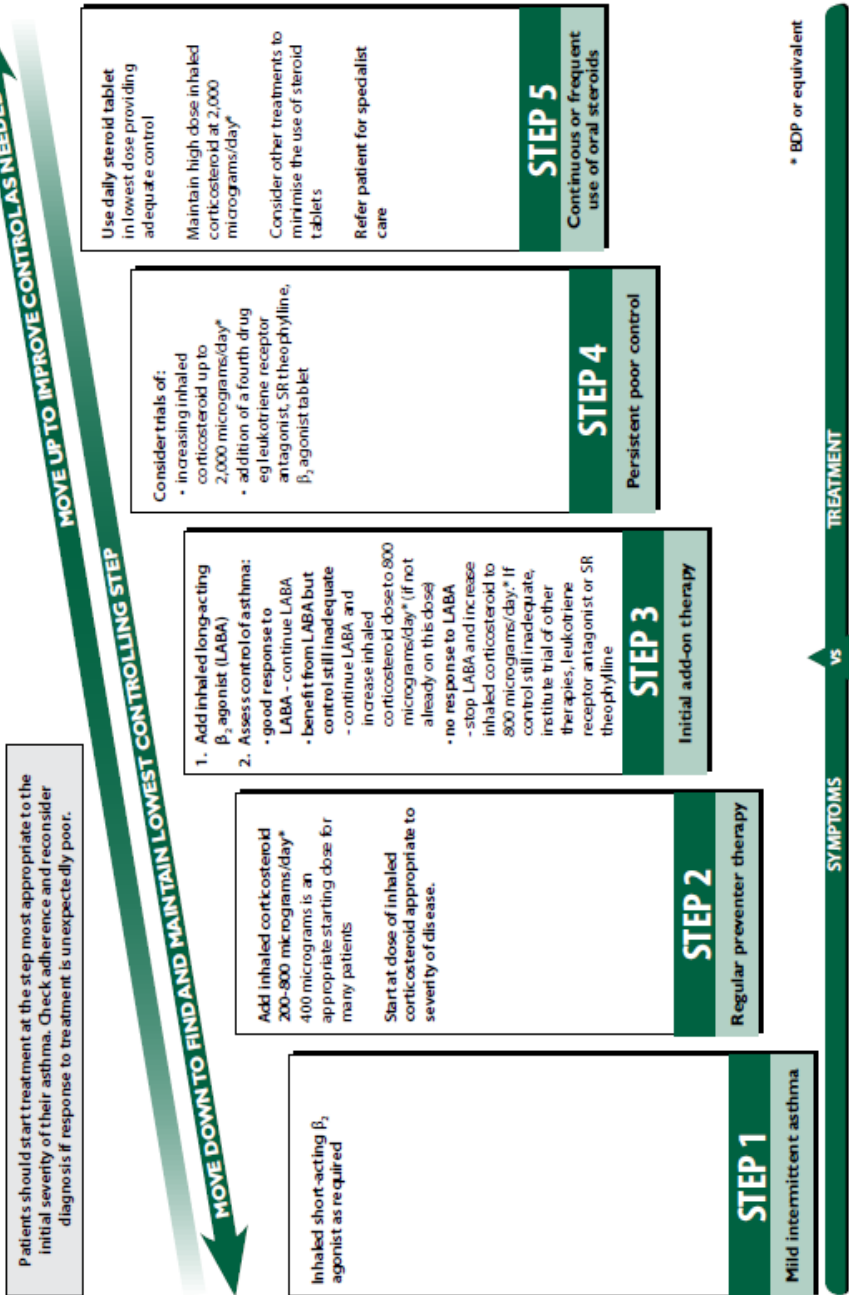 Patients should start treatment at the step most appropriate to the
initial severity of their asthma. Check adherence and reconsider
diagnosis if response to treatment is unexpectedly poor.
MOVE UP TO IMPROVE CONTROL AS NEEDED
MOVE DOWN TO FIND AND MAINTAIN LOWEST CONTROLLING STEP
Inhaled short-acting β₂
agonist as required
STEP 1
Mild intermittent asthma
Add inhaled corticosteroid
200-800 micrograms/day*
400 micrograms is an
appropriate starting dose for
many patients
Start at dose of inhaled
corticosteroid appropriate to
severity of disease.
STEP 2
Regular preventer therapy
1. Add inhaled long-acting
β₂ agonist (LABA)
2. Assess control of asthma:
• good response to
LABA - continue LABA
• benefit from LABA but
control still inadequate
- continue LABA and
increase inhaled
corticosteroid dose to 800
micrograms/day* (if not
already on this dose)
• no response to LABA
- stop LABA and increase
inhaled corticosteroid to
800 micrograms/day.* If
control still inadequate,
institute trial of other
therapies, leukotriene
receptor antagonist or SR
theophylline
STEP 3
Initial add-on therapy
Consider trials of:
• increasing inhaled
corticosteroid up to
2,000 micrograms/day*
• addition of a fourth drug
eg leukotriene receptor
antagonist, SR theophylline,
β₂ agonist tablet
STEP 4
Persistent poor control
Use daily steroid tablet
in lowest dose providing
adequate control
Maintain high dose inhaled
corticosteroid at 2,000
micrograms/day*
Consider other treatments to
minimise the use of steroid
tablets
Refer patient for specialist
care
STEP 5
Continuous or frequent
use of oral steroids
* BDP or equivalent
SYMPTOMS
vs
TREATMENT